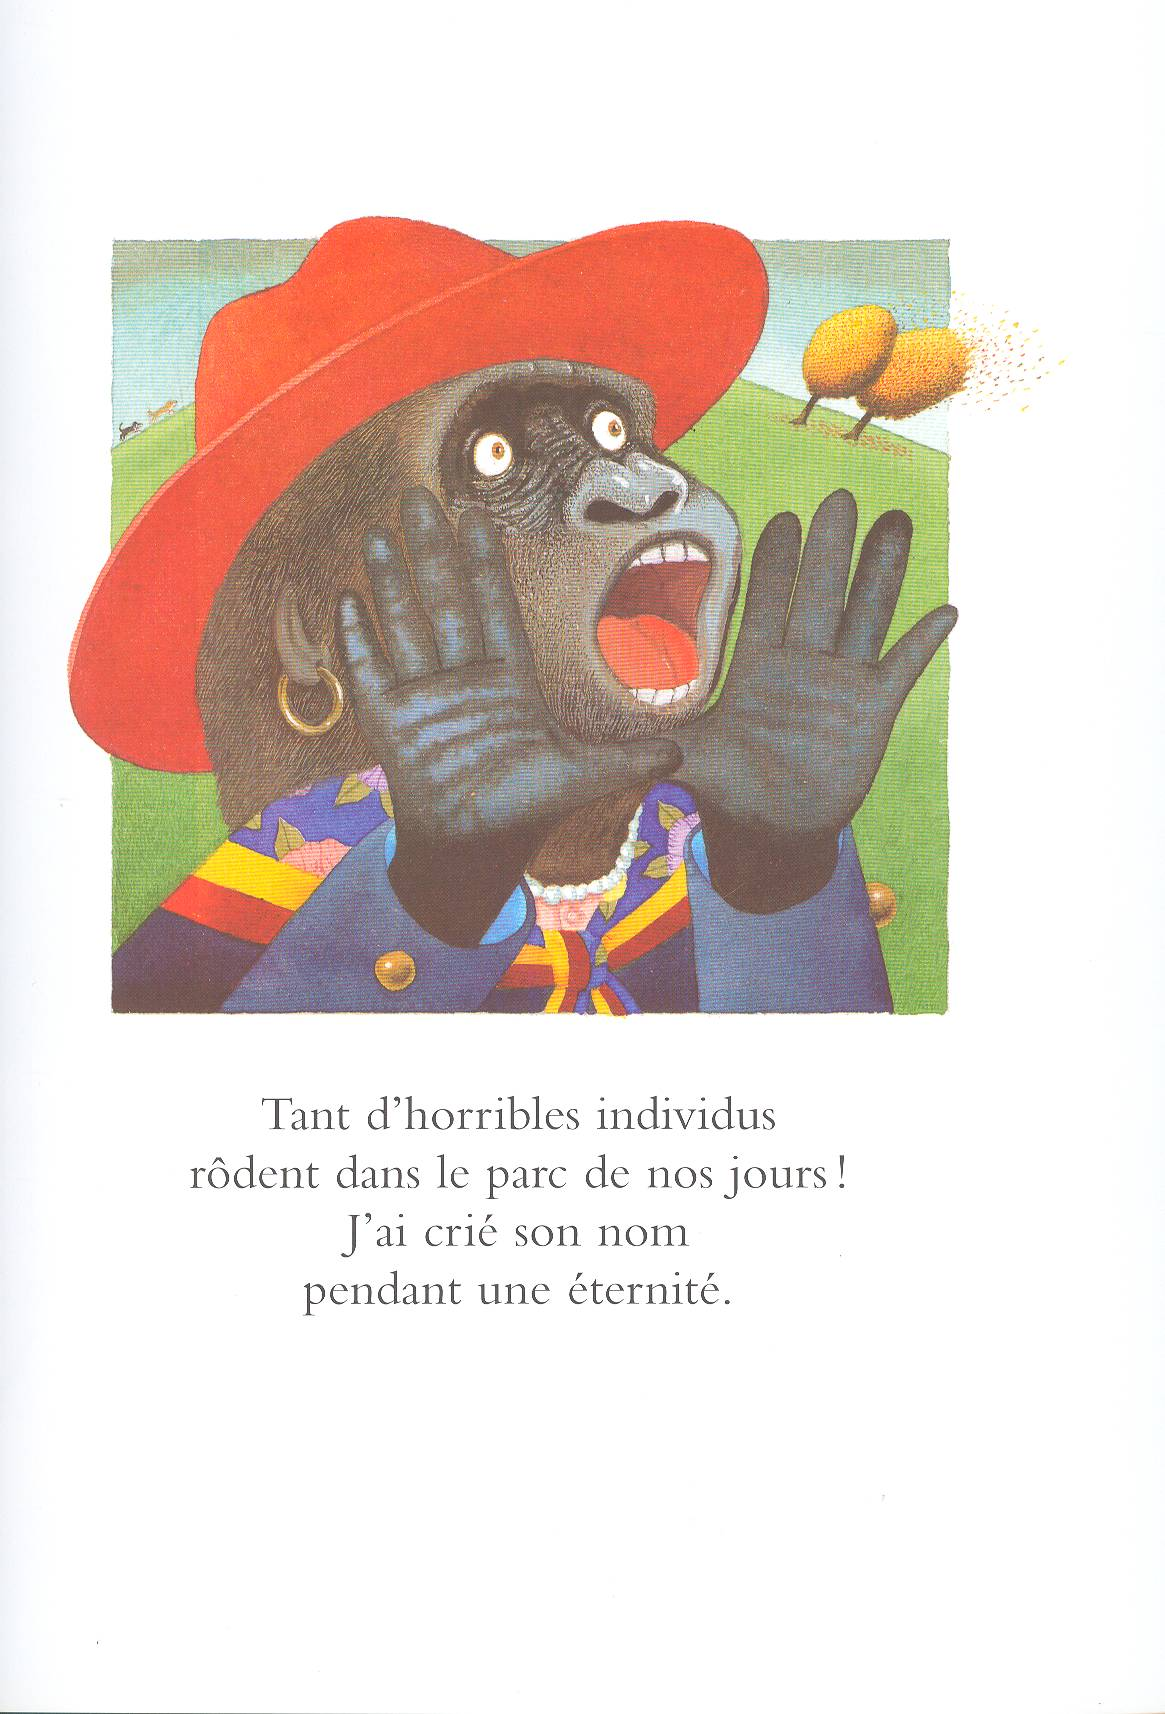 Tant d'horribles individus
rôdent dans le parc de nos jours !
J'ai crié son nom
pendant une éternité.